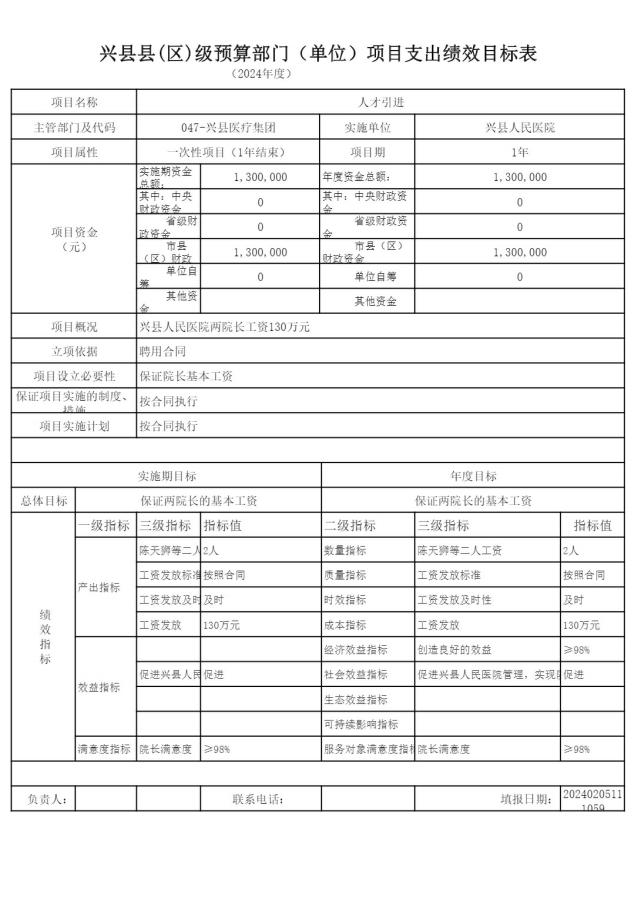 兴县县(区)级预算部门（单位）项目支出绩效目标表
（2024年度）
项目名称 人才引进
主管部门及代码 047-兴县医疗集团 实施单位 兴县人民医院
项目属性 一次性项目（1年结束） 项目期 1年
项目资金（元） 实施期资金总额： 1,300,000 年度资金总额： 1,300,000
其中：中央财政资金 0 其中：中央财政资金 0
省级财政资金 0 省级财政资金 0
市县（区）财政 1,300,000 市县（区）财政资金 1,300,000
单位自筹 0 单位自筹 0
其他资金 其他资金
项目概况 兴县人民医院两院长工资130万元
立项依据 聘用合同
项目设立必要性 保证院长基本工资
保证项目实施的制度、措施 按合同执行
项目实施计划 按合同执行
实施期目标 年度目标
总体目标 保证两院长的基本工资 保证两院长的基本工资
绩效指标 一级指标 三级指标 指标值 二级指标 三级指标 指标值
产出指标 陈天狮等二人 2人 数量指标 陈天狮等二人工资 2人
工资发放标准 按照合同 质量指标 工资发放标准 按照合同
工资发放及时 及时 时效指标 工资发放及时性 及时
工资发放 130万元 成本指标 工资发放 130万元
效益指标 经济效益指标 创造良好的效益 ≥98%
促进兴县人民 促进 社会效益指标 促进兴县人民医院管理，实现 促进
生态效益指标
可持续影响指标
满意度指标 院长满意度 ≥98% 服务对象满意度指标 院长满意度 ≥98%
负责人： 联系电话： 填报日期： 20240205111059